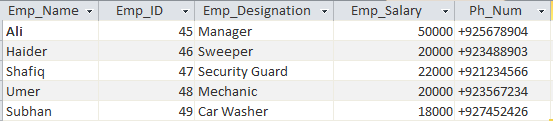 Emp_Name Emp_ID Emp_Designation Emp_Salary Ph_Num
Ali 45 Manager 50000 +925678904
Haider 46 Sweeper 20000 +923488903
Shafiq 47 Security Guard 22000 +921234566
Umer 48 Mechanic 20000 +923567234
Subhan 49 Car Washer 18000 +927452426